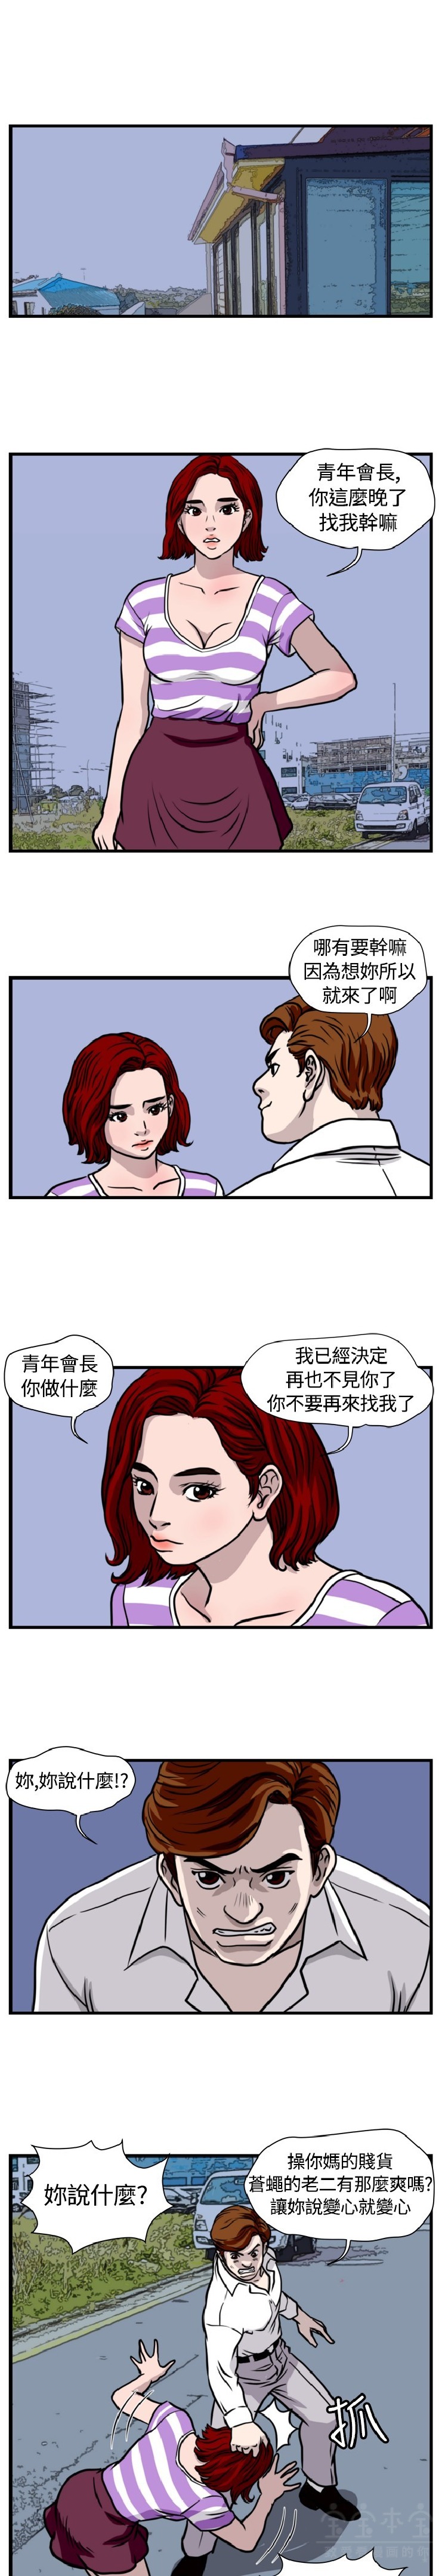 青年會長,
你這麼晚了
找我幹嘛
哪有要幹嘛
因為想妳所以
就來了啊
青年會長
你做什麼
我已經決定
再也不見你了
你不要再來找我了
妳,妳說什麼!?
妳說什麼?
操你媽的賤貨
蒼蠅的老二有那麼爽嗎?
讓妳說變心就變心
抓